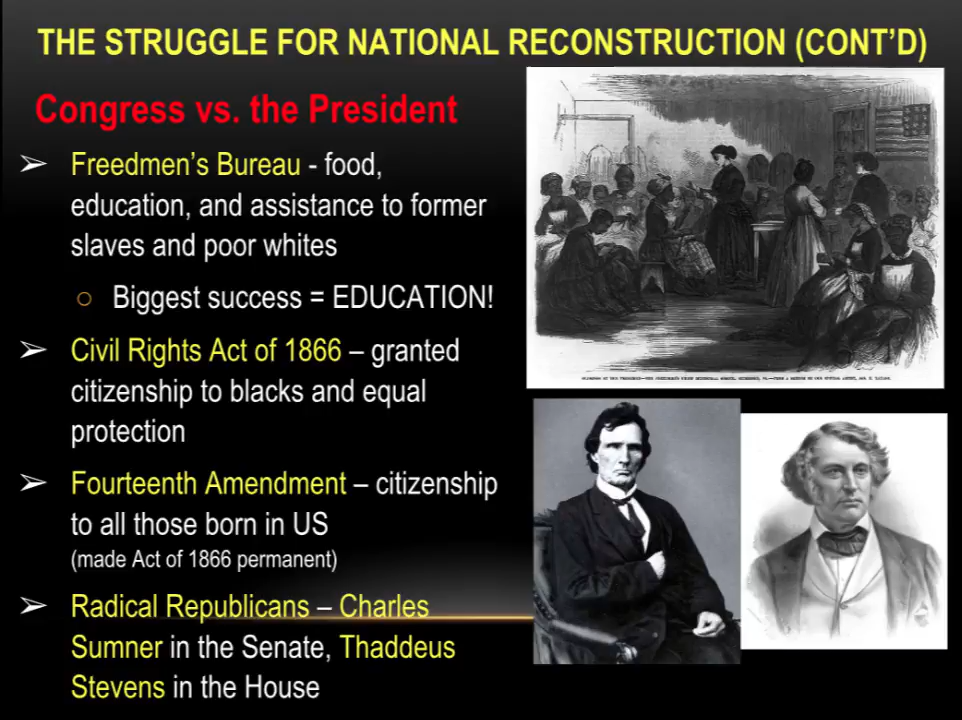 THE STRUGGLE FOR NATIONAL RECONSTRUCTION (CONT'D)
Congress vs. the President
➢ Freedmen's Bureau - food,
education, and assistance to former
slaves and poor whites
○ Biggest success = EDUCATION!
➢ Civil Rights Act of 1866 – granted
citizenship to blacks and equal
protection
➢ Fourteenth Amendment – citizenship
to all those born in US
(made Act of 1866 permanent)
➢ Radical Republicans – Charles
Sumner in the Senate, Thaddeus
Stevens in the House